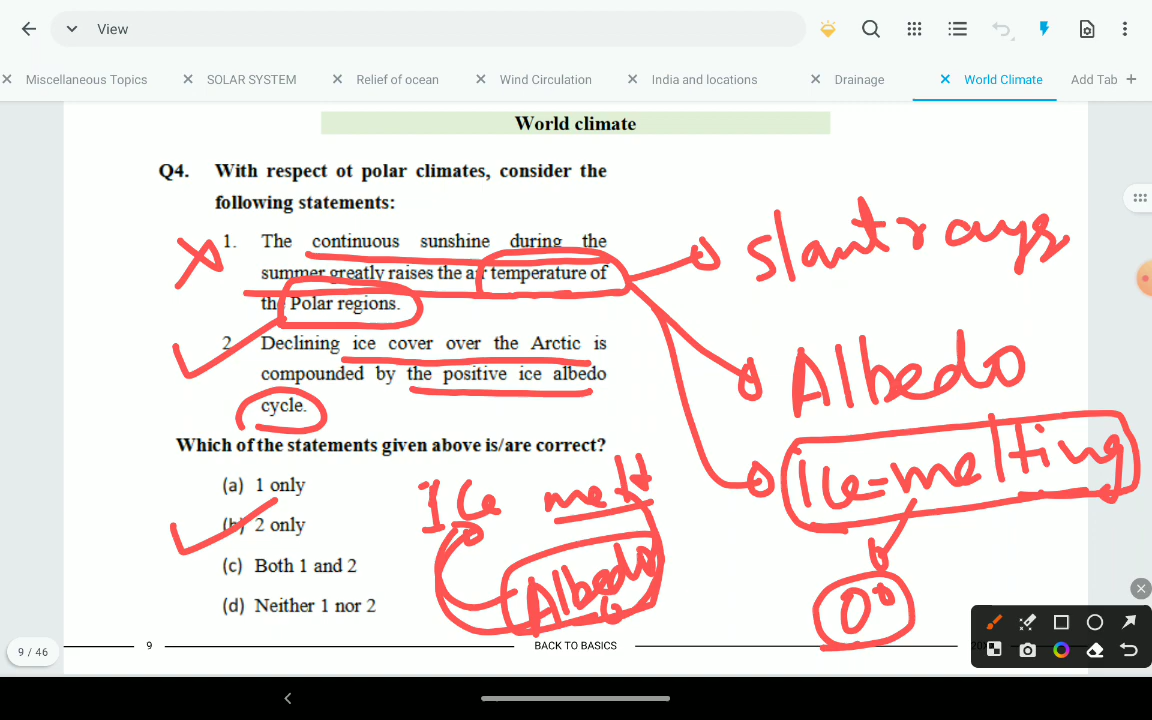 View
Miscellaneous Topics
SOLAR SYSTEM
Relief of ocean
Wind Circulation
India and locations
Drainage
World Climate
Add Tab
World climate
Q4. With respect ot polar climates, consider the
following statements:
1. The continuous sunshine during the
summer greatly raises the air temperature of
the Polar regions.
slant rays
2. Declining ice cover over the Arctic is
compounded by the positive ice albedo
cycle.
Albedo
Which of the statements given above is/are correct?
Ice=melting
(a) 1 only
Ice melt
(b) 2 only
(c) Both 1 and 2
Albedo
0°
(d) Neither 1 nor 2
9 / 46
9
BACK TO BASICS